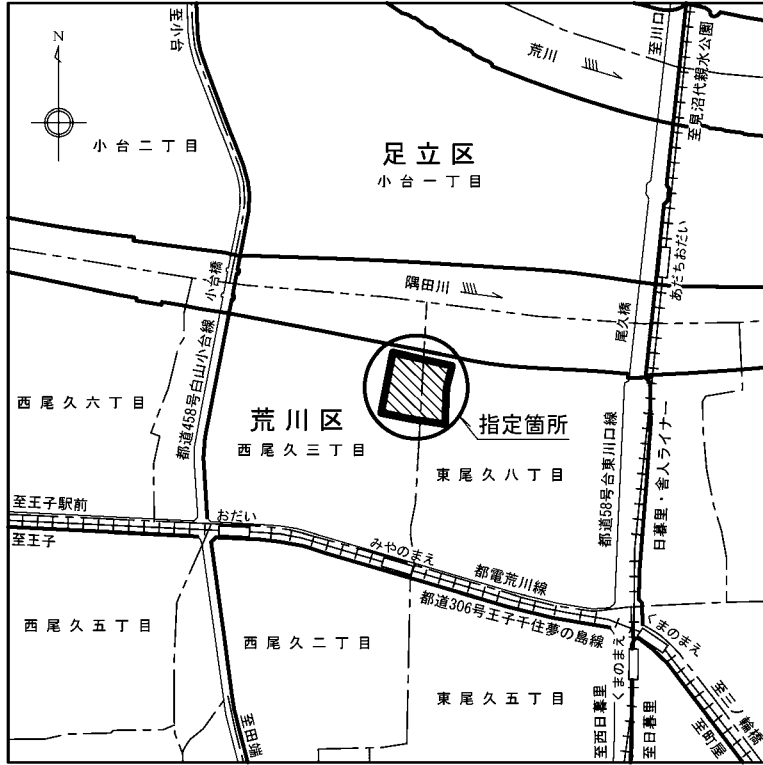 至小台
至川口
至見沼代親水公園
荒川
N
小台二丁目
足立区
小台一丁目
あだちおだい
小台橋
隅田川
尾久橋
都道458号白山小台線
西尾久六丁目
荒川区
西尾久三丁目
指定箇所
東尾久八丁目
都道58号台東川口線
日暮里・舎人ライナー
至王子駅前
至王子
おだい
みやのまえ
都電荒川線
都道306号王子千住夢の島線
くまのまえ
くまのまえ
西尾久五丁目
西尾久二丁目
東尾久五丁目
至田端
至西日暮里
至日暮里
至三ノ輪橋
至町屋